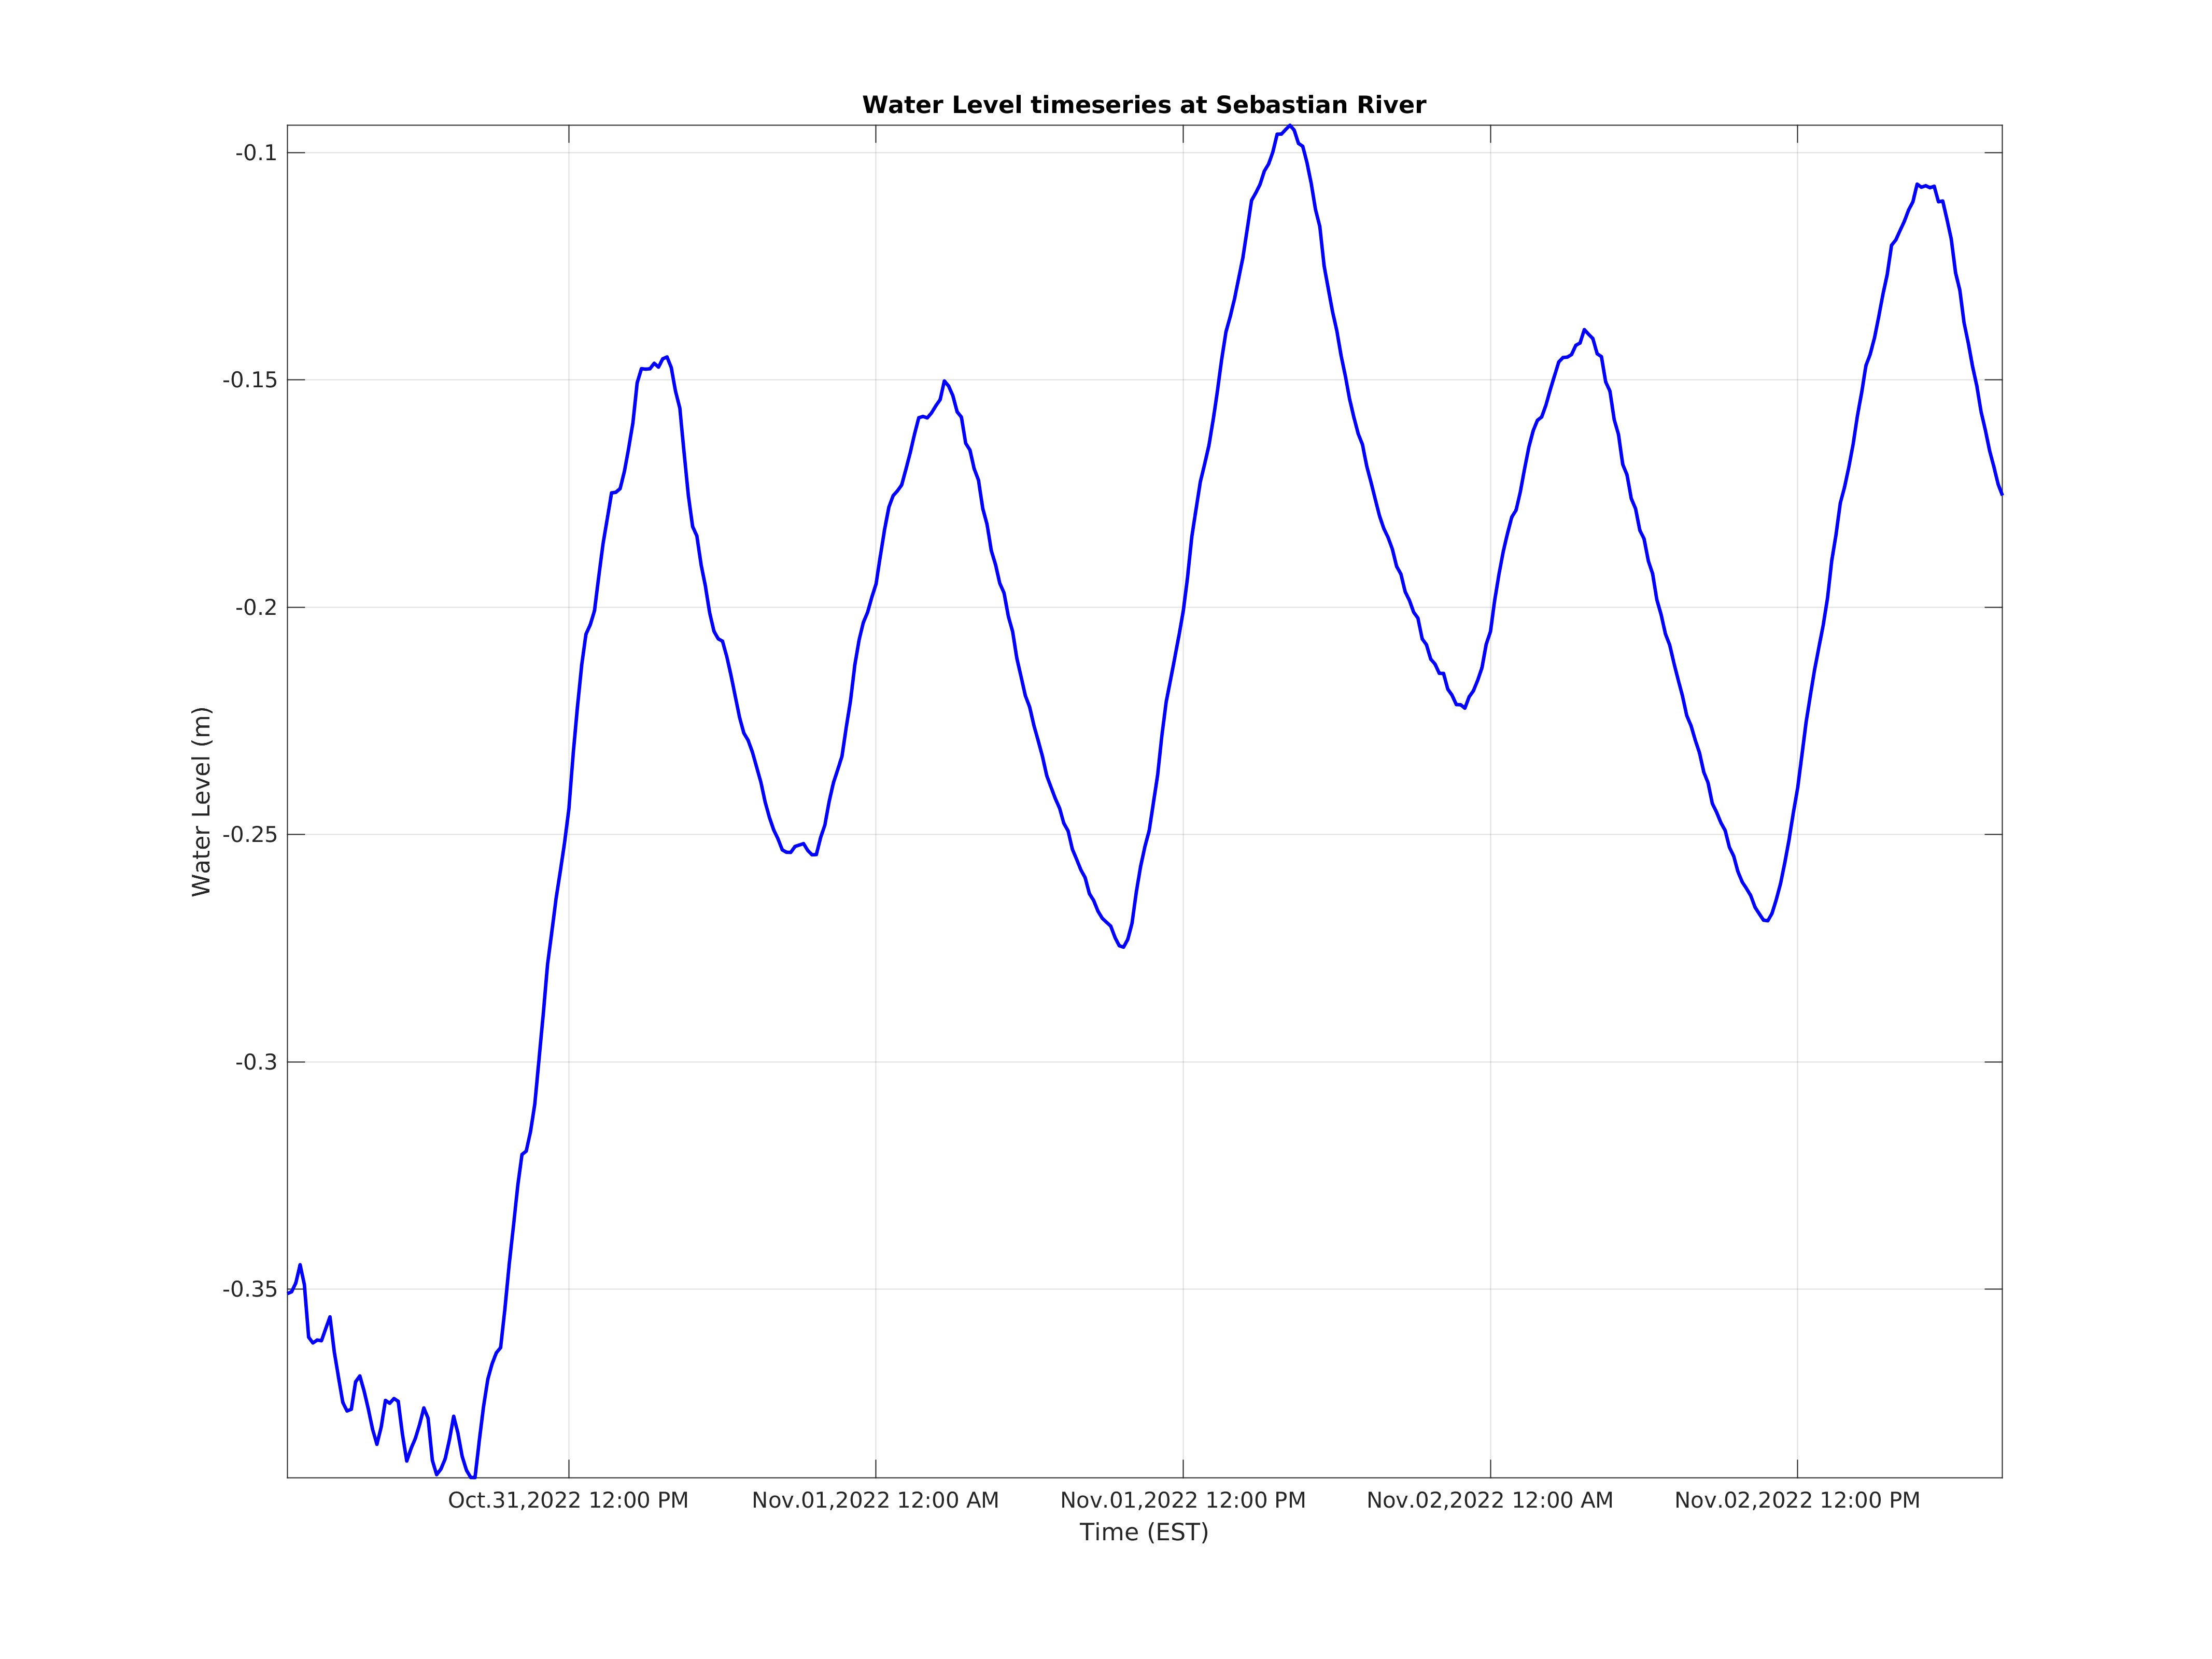 Water Level timeseries at Sebastian River
-0.1
-0.15
-0.2
-0.25
-0.3
-0.35
Water Level (m)
Oct.31,2022 12:00 PM
Nov.01,2022 12:00 AM
Nov.01,2022 12:00 PM
Nov.02,2022 12:00 AM
Nov.02,2022 12:00 PM
Time (EST)